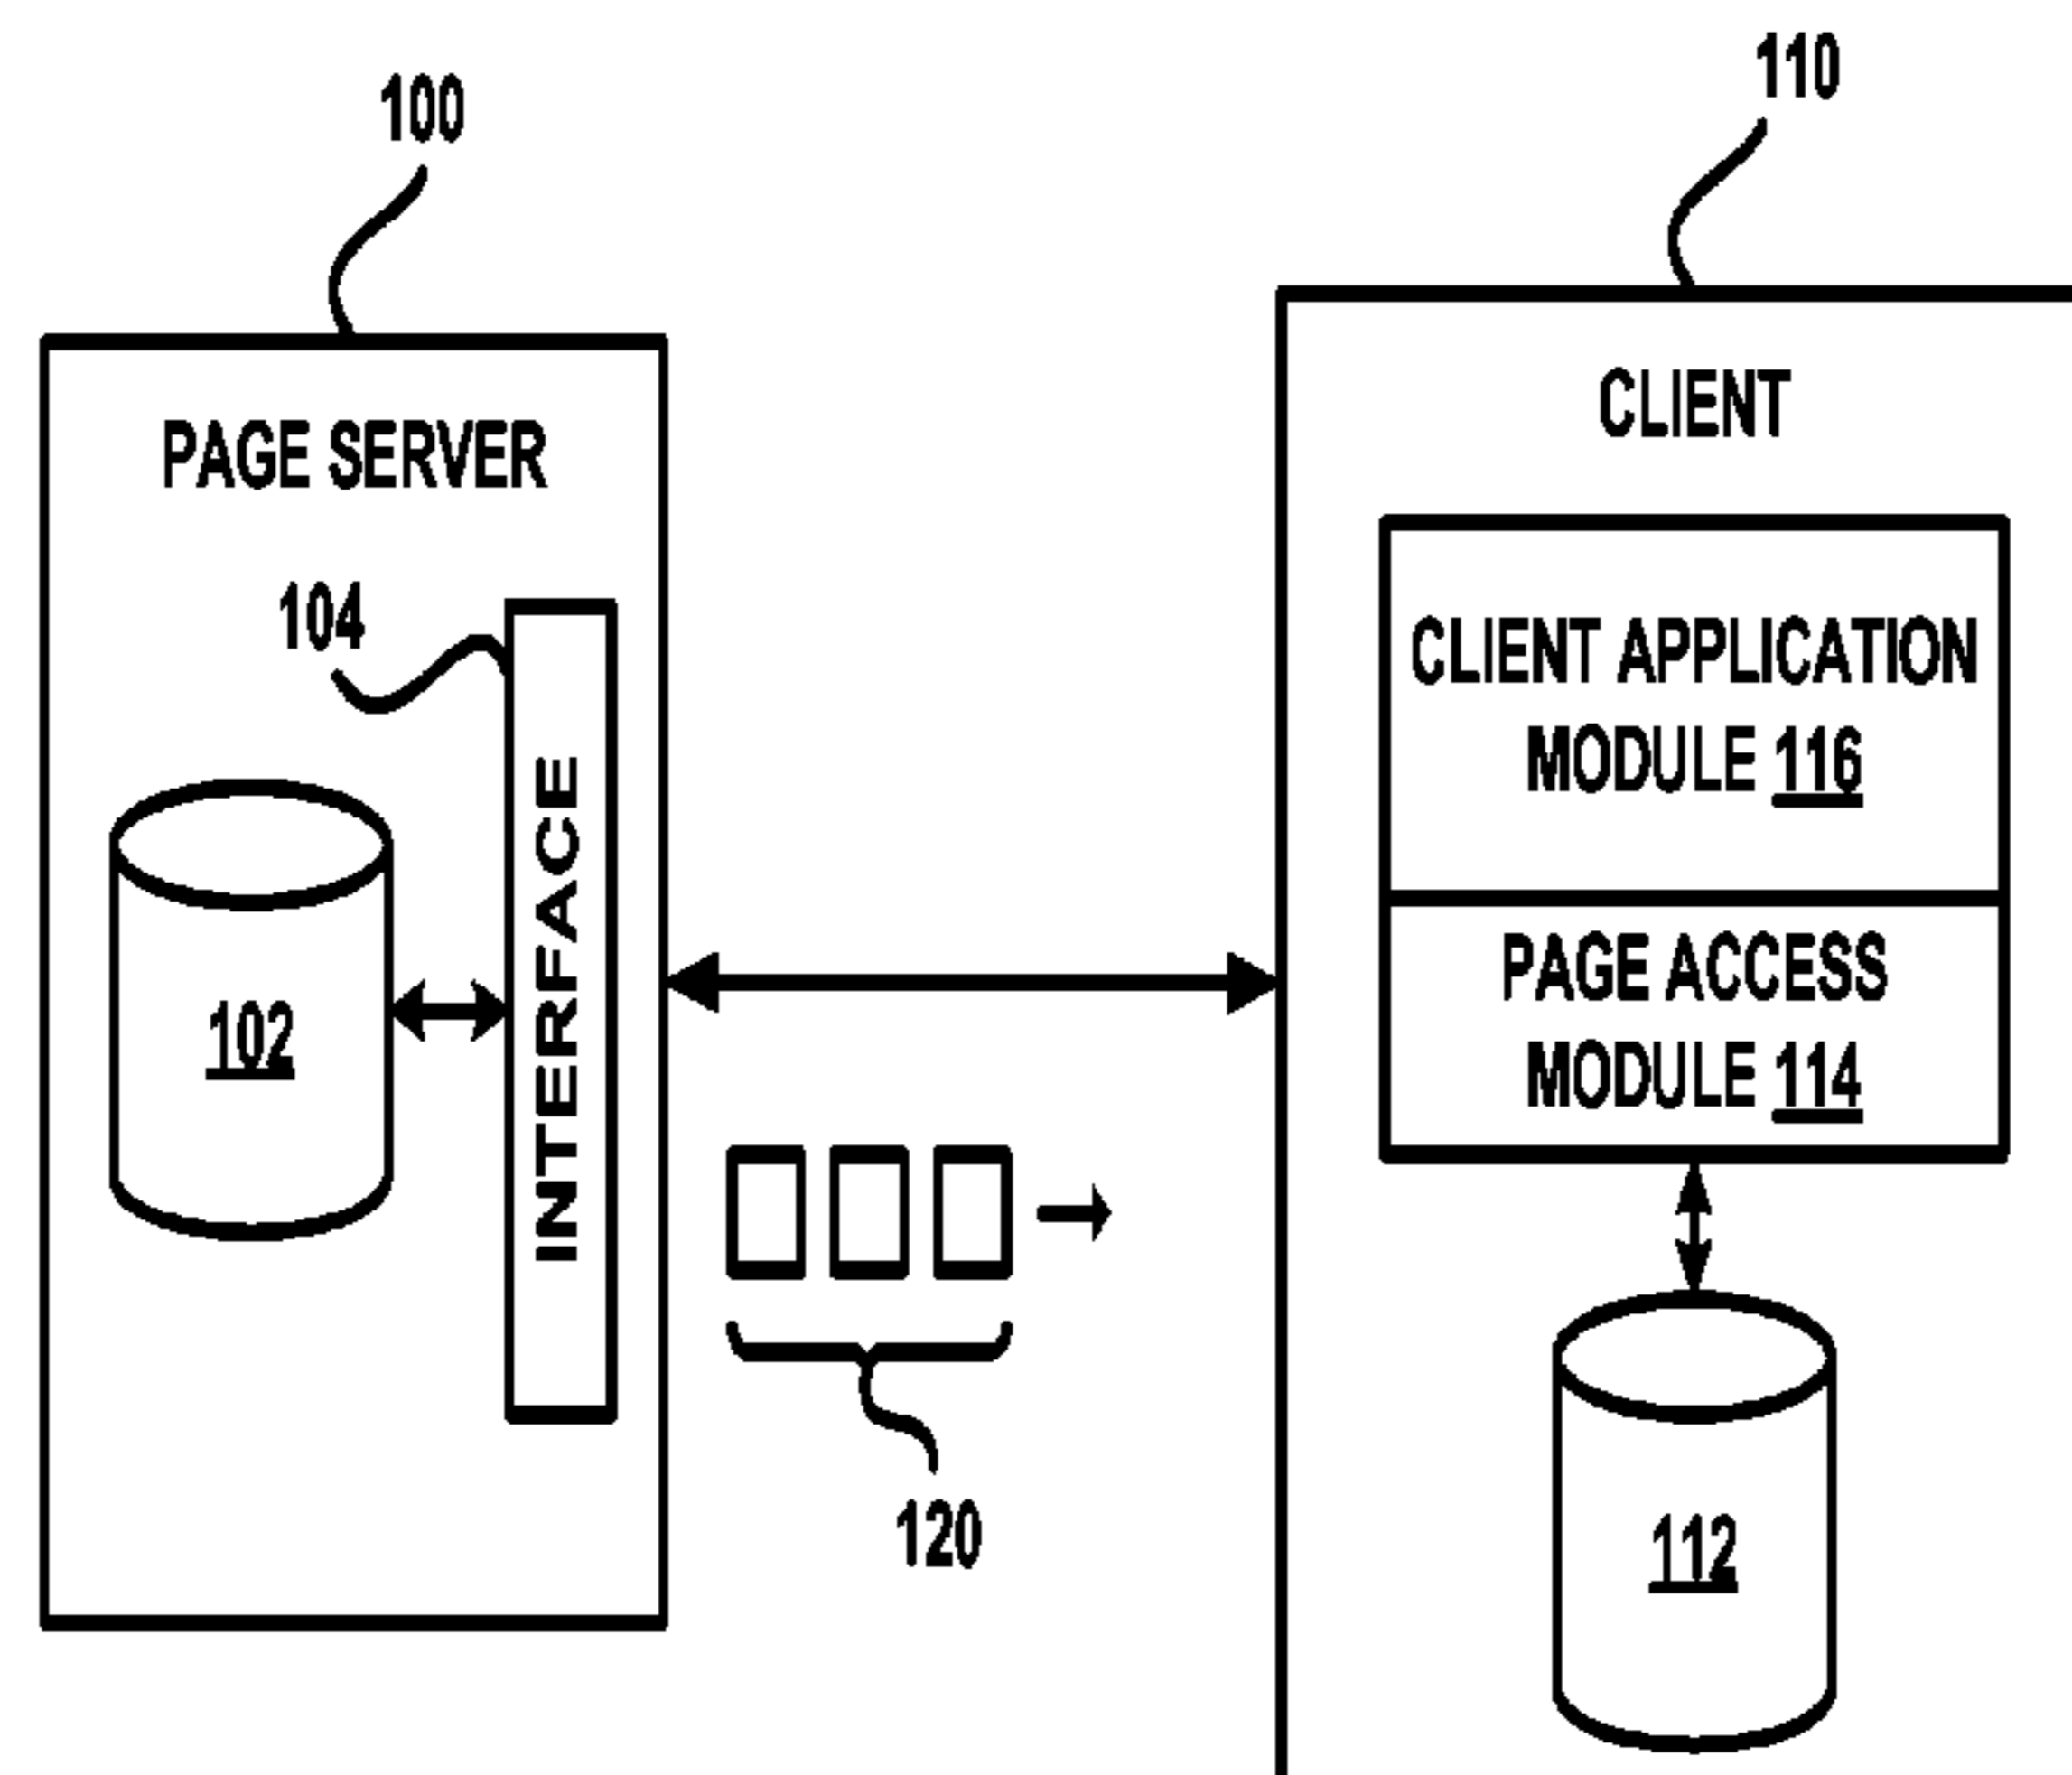 100
110
PAGE SERVER
CLIENT
104
CLIENT APPLICATION
MODULE 116
INTERFACE
PAGE ACCESS
MODULE 114
102
120
112